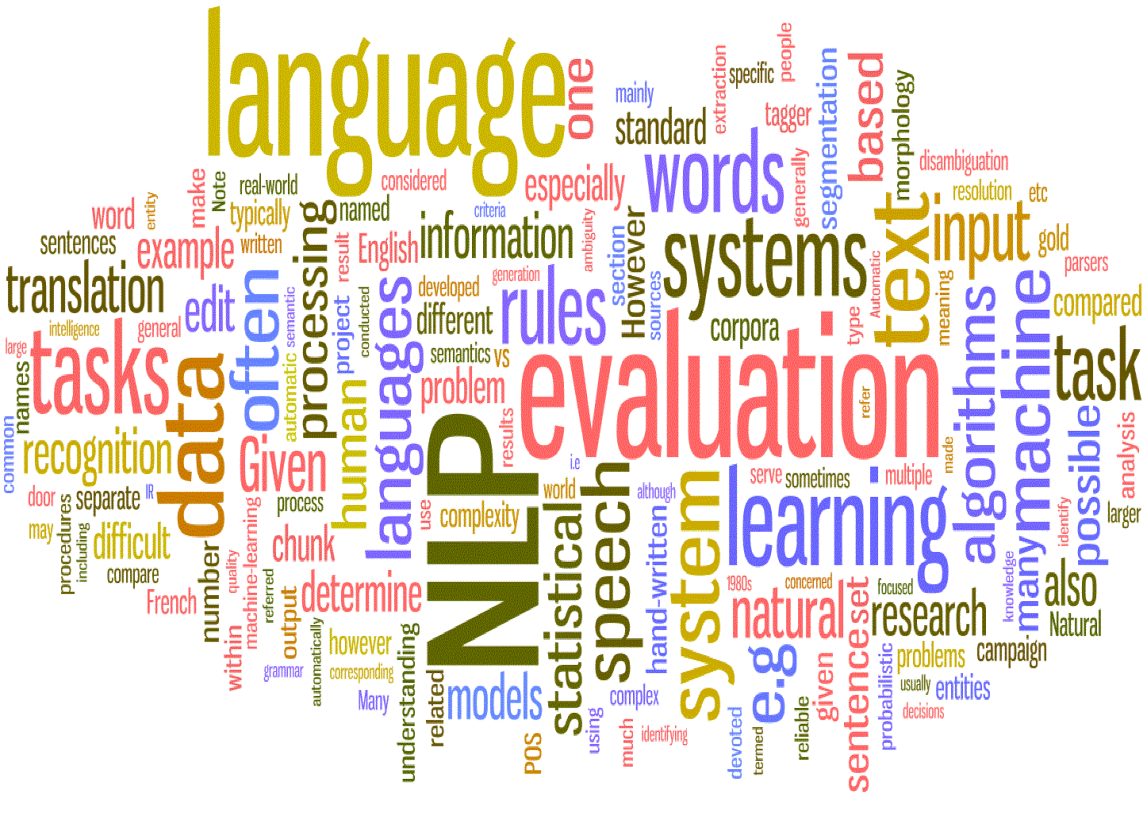 language
one
mainly
standard
extraction
specific
people
tagger
segmentation
based
morphology
disambiguation
resolution
etc
words
generally
especially
considered
criteria
ambiguity
However
section
sources
systems
text
input
gold
parsers
Automatic
type
meaning
compared
word
entity
make
Note
real-world
typically
written
named
processing
result
English
information
generation
developed
different
rules
corpora
sentences
example
translation
edit
often
semantic
project
conducted
languages
semantics
vs
problem
evaluation
refer
algorithms
machine
task
intelligence
general
large
tasks
names
data
automatic
human
NLP
results
i.e
common
recognition
Given
door
separate
IR
process
use
complexity
world
speech
although
serve
sometimes
multiple
made
learning
many
possible
analysis
identify
larger
may
procedures
including
difficult
compare
number
quality
machine-learning
referred
chunk
determine
statistical
hand-written
system
1980s
concerned
focused
natural
set
research
knowledge
also
Natural
French
within
output
automatically
grammar
however
corresponding
Many
understanding
related
models
POS
using
complex
much
identifying
devoted
e.g
termed
reliable
given
sentence
probabilistic
problems
usually
entities
decisions
campaign